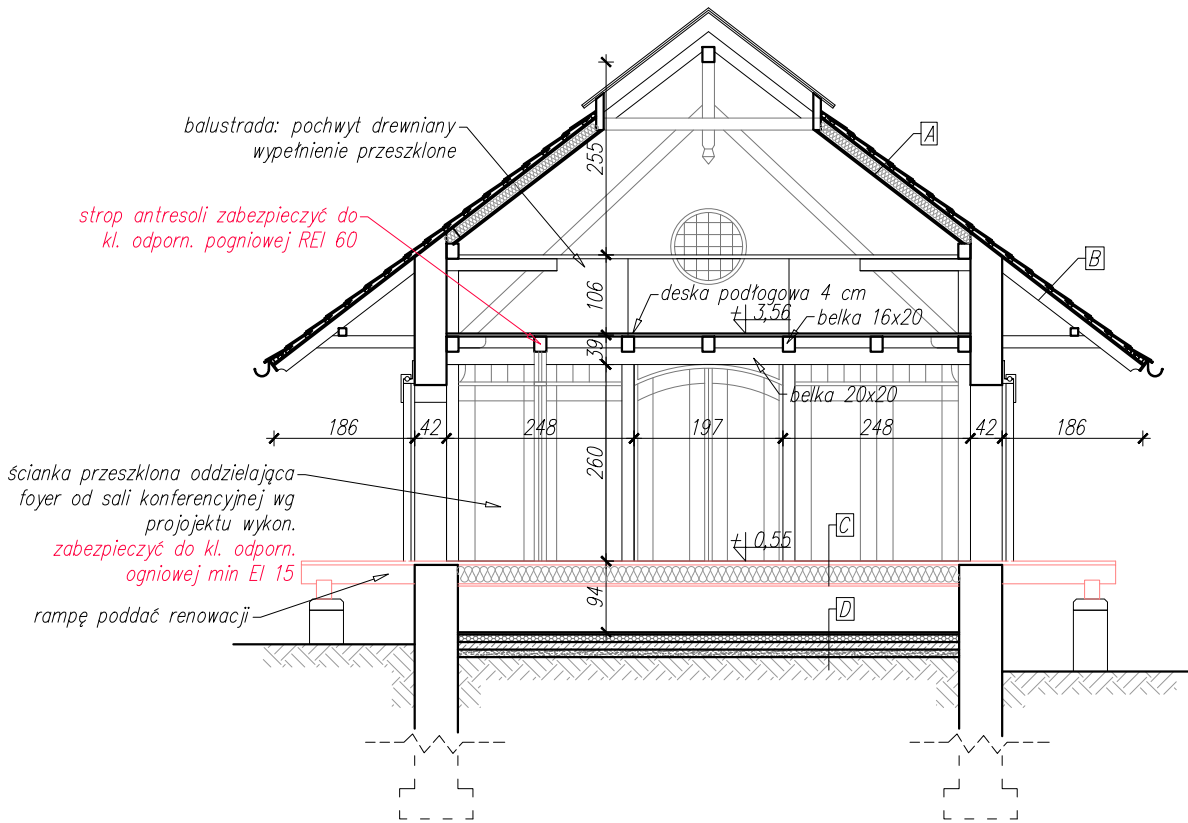 A
balustrada: pochwyt drewniany
wypełnienie przeszklone
255
strop antresoli zabezpieczyć do
kl. odporn. pogniowej REI 60
B
106
deska podłogowa 4 cm
+ 3,56
belka 16x20
39
belka 20x20
186
42
248
197
248
42
186
260
ścianka przeszklona oddzielająca
foyer od sali konferencyjnej wg
projojektu wykon.
zabezpieczyć do kl. odporn.
ogniowej min EI 15
+ 0,55
C
94
D
rampę poddać renowacji